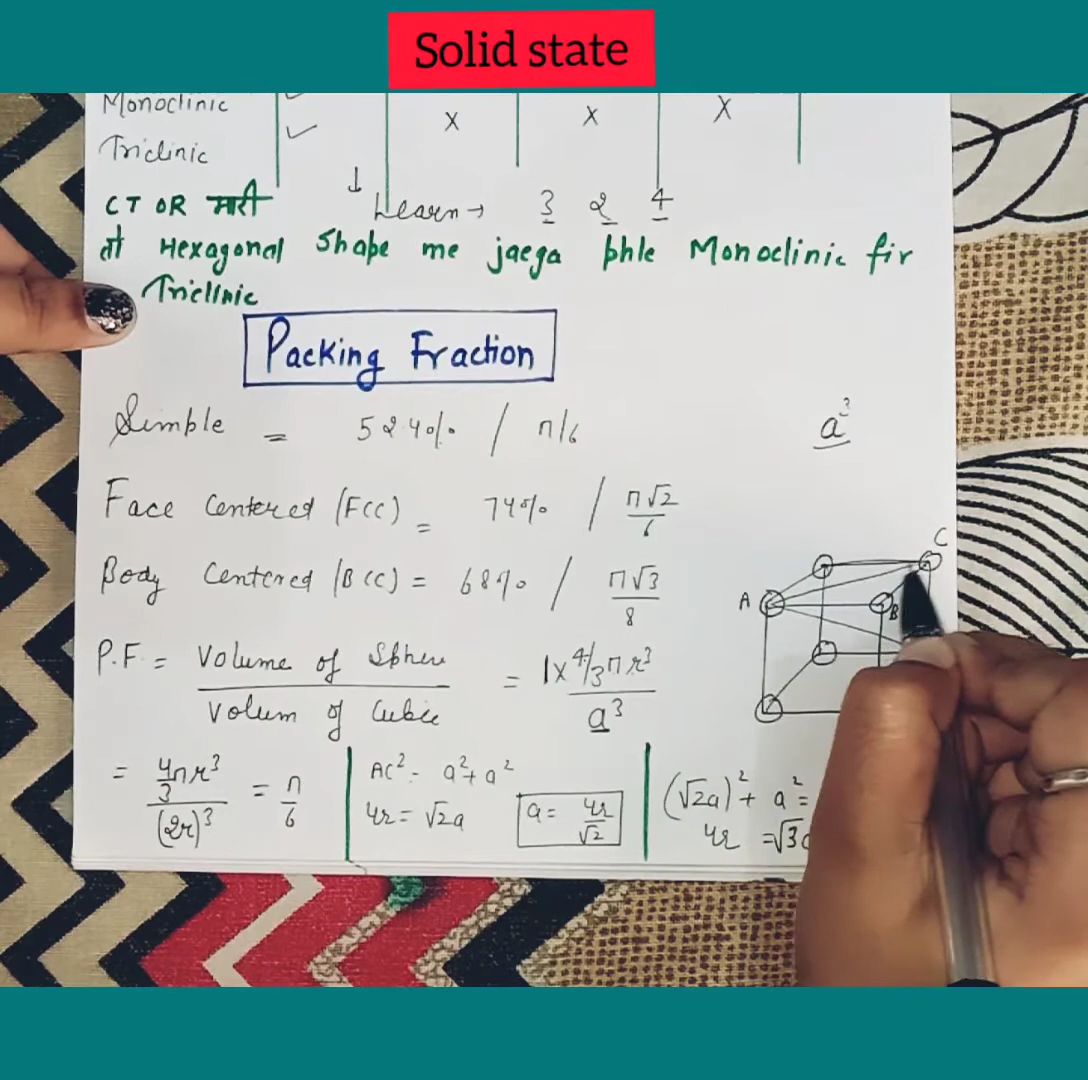 Solid state
Monoclinic ✓ x x x
Triclinic ✓
CT OR मारी ↓ Learn → 3 2 4
तो Hexagonal Shape me jaega phle Monoclinic fir
Triclinic
Packing Fraction
Simple = 52.4% / π/6 a³
Face Centered (FCC) = 74% / π√2/6
Body Centered (BCC) = 68% / π√3/8
C
A B
P.F. = Volume of Sphere / Volum of Cubic = 1x4/3πr³ / a³
= 4/3πr³ / (2r)³ = π/6
AC² = a²+a²
4r = √2a a = 4r/√2
(√2a)² + a² =
4r = √3